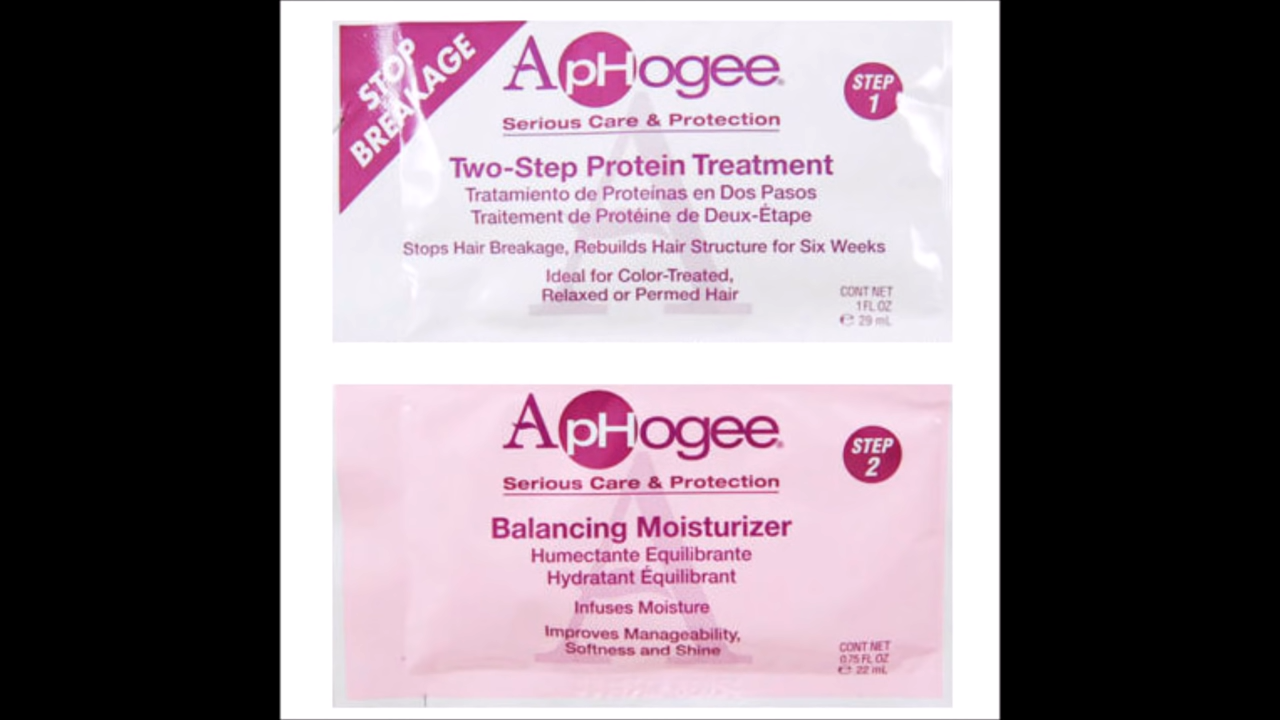 STOP
BREAKAGE
ApHogee
STEP
1
Serious Care & Protection
Two-Step Protein Treatment
Tratamiento de Proteínas en Dos Pasos
Traitement de Protéine de Deux-Étape
Stops Hair Breakage, Rebuilds Hair Structure for Six Weeks
Ideal for Color-Treated,
Relaxed or Permed Hair
CONT NET
1 FL OZ
℮ 29 mL
ApHogee
STEP
2
Serious Care & Protection
Balancing Moisturizer
Humectante Equilibrante
Hydratant Équilibrant
Infuses Moisture
Improves Manageability,
Softness and Shine
CONT NET
0.75 FL OZ
℮ 22 mL